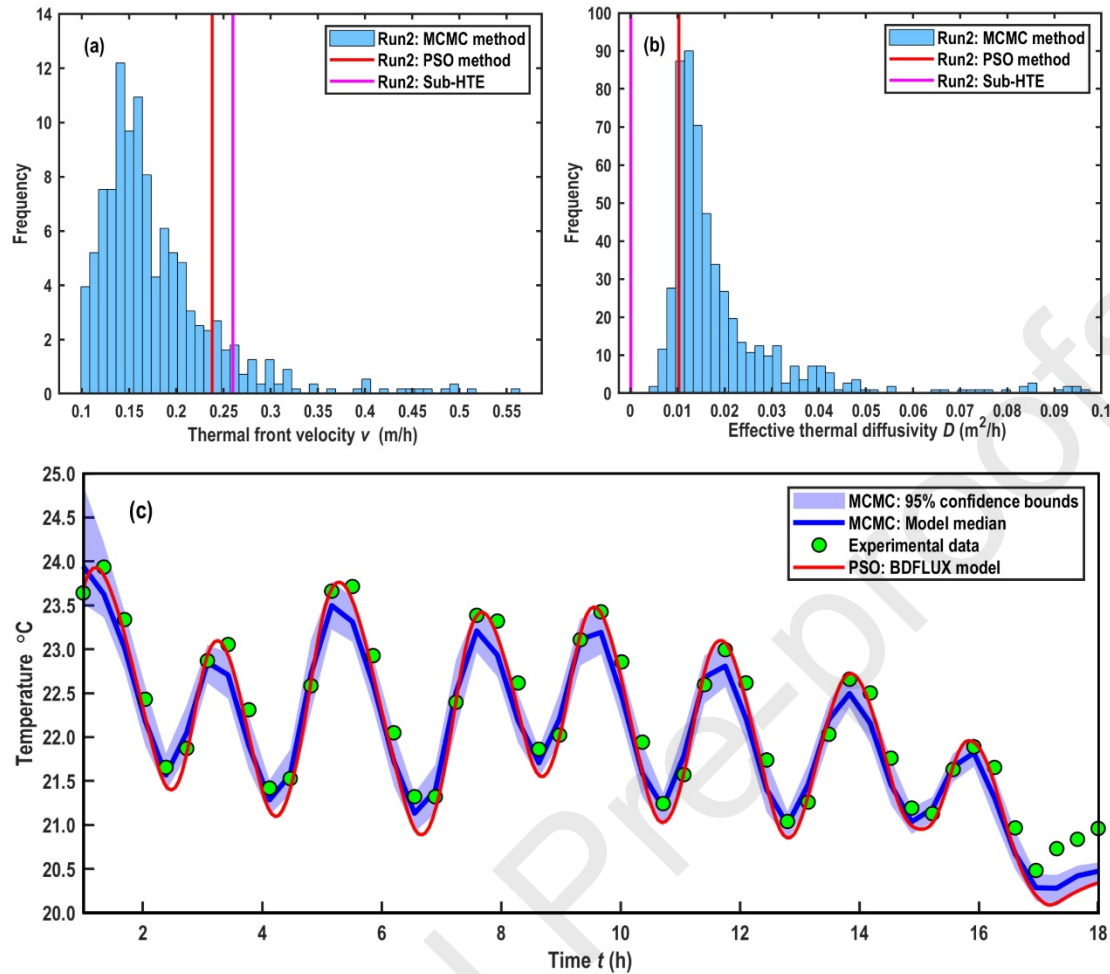 14
12
10
8
6
4
2
0
Frequency
(a)
Run2: MCMC method
Run2: PSO method
Run2: Sub-HTE
0.1 0.15 0.2 0.25 0.3 0.35 0.4 0.45 0.5 0.55
Thermal front velocity v (m/h)
100
90
80
70
60
50
40
30
20
10
0
Frequency
(b)
Run2: MCMC method
Run2: PSO method
Run2: Sub-HTE
0 0.01 0.02 0.03 0.04 0.05 0.06 0.07 0.08 0.09 0.1
Effective thermal diffusivity D (m²/h)
25.0
24.5
24.0
23.5
23.0
22.5
22.0
21.5
21.0
20.5
20.0
Temperature °C
(c)
MCMC: 95% confidence bounds
MCMC: Model median
Experimental data
PSO: BDFLUX model
2 4 6 8 10 12 14 16 18
Time t (h)
Pre-proofs